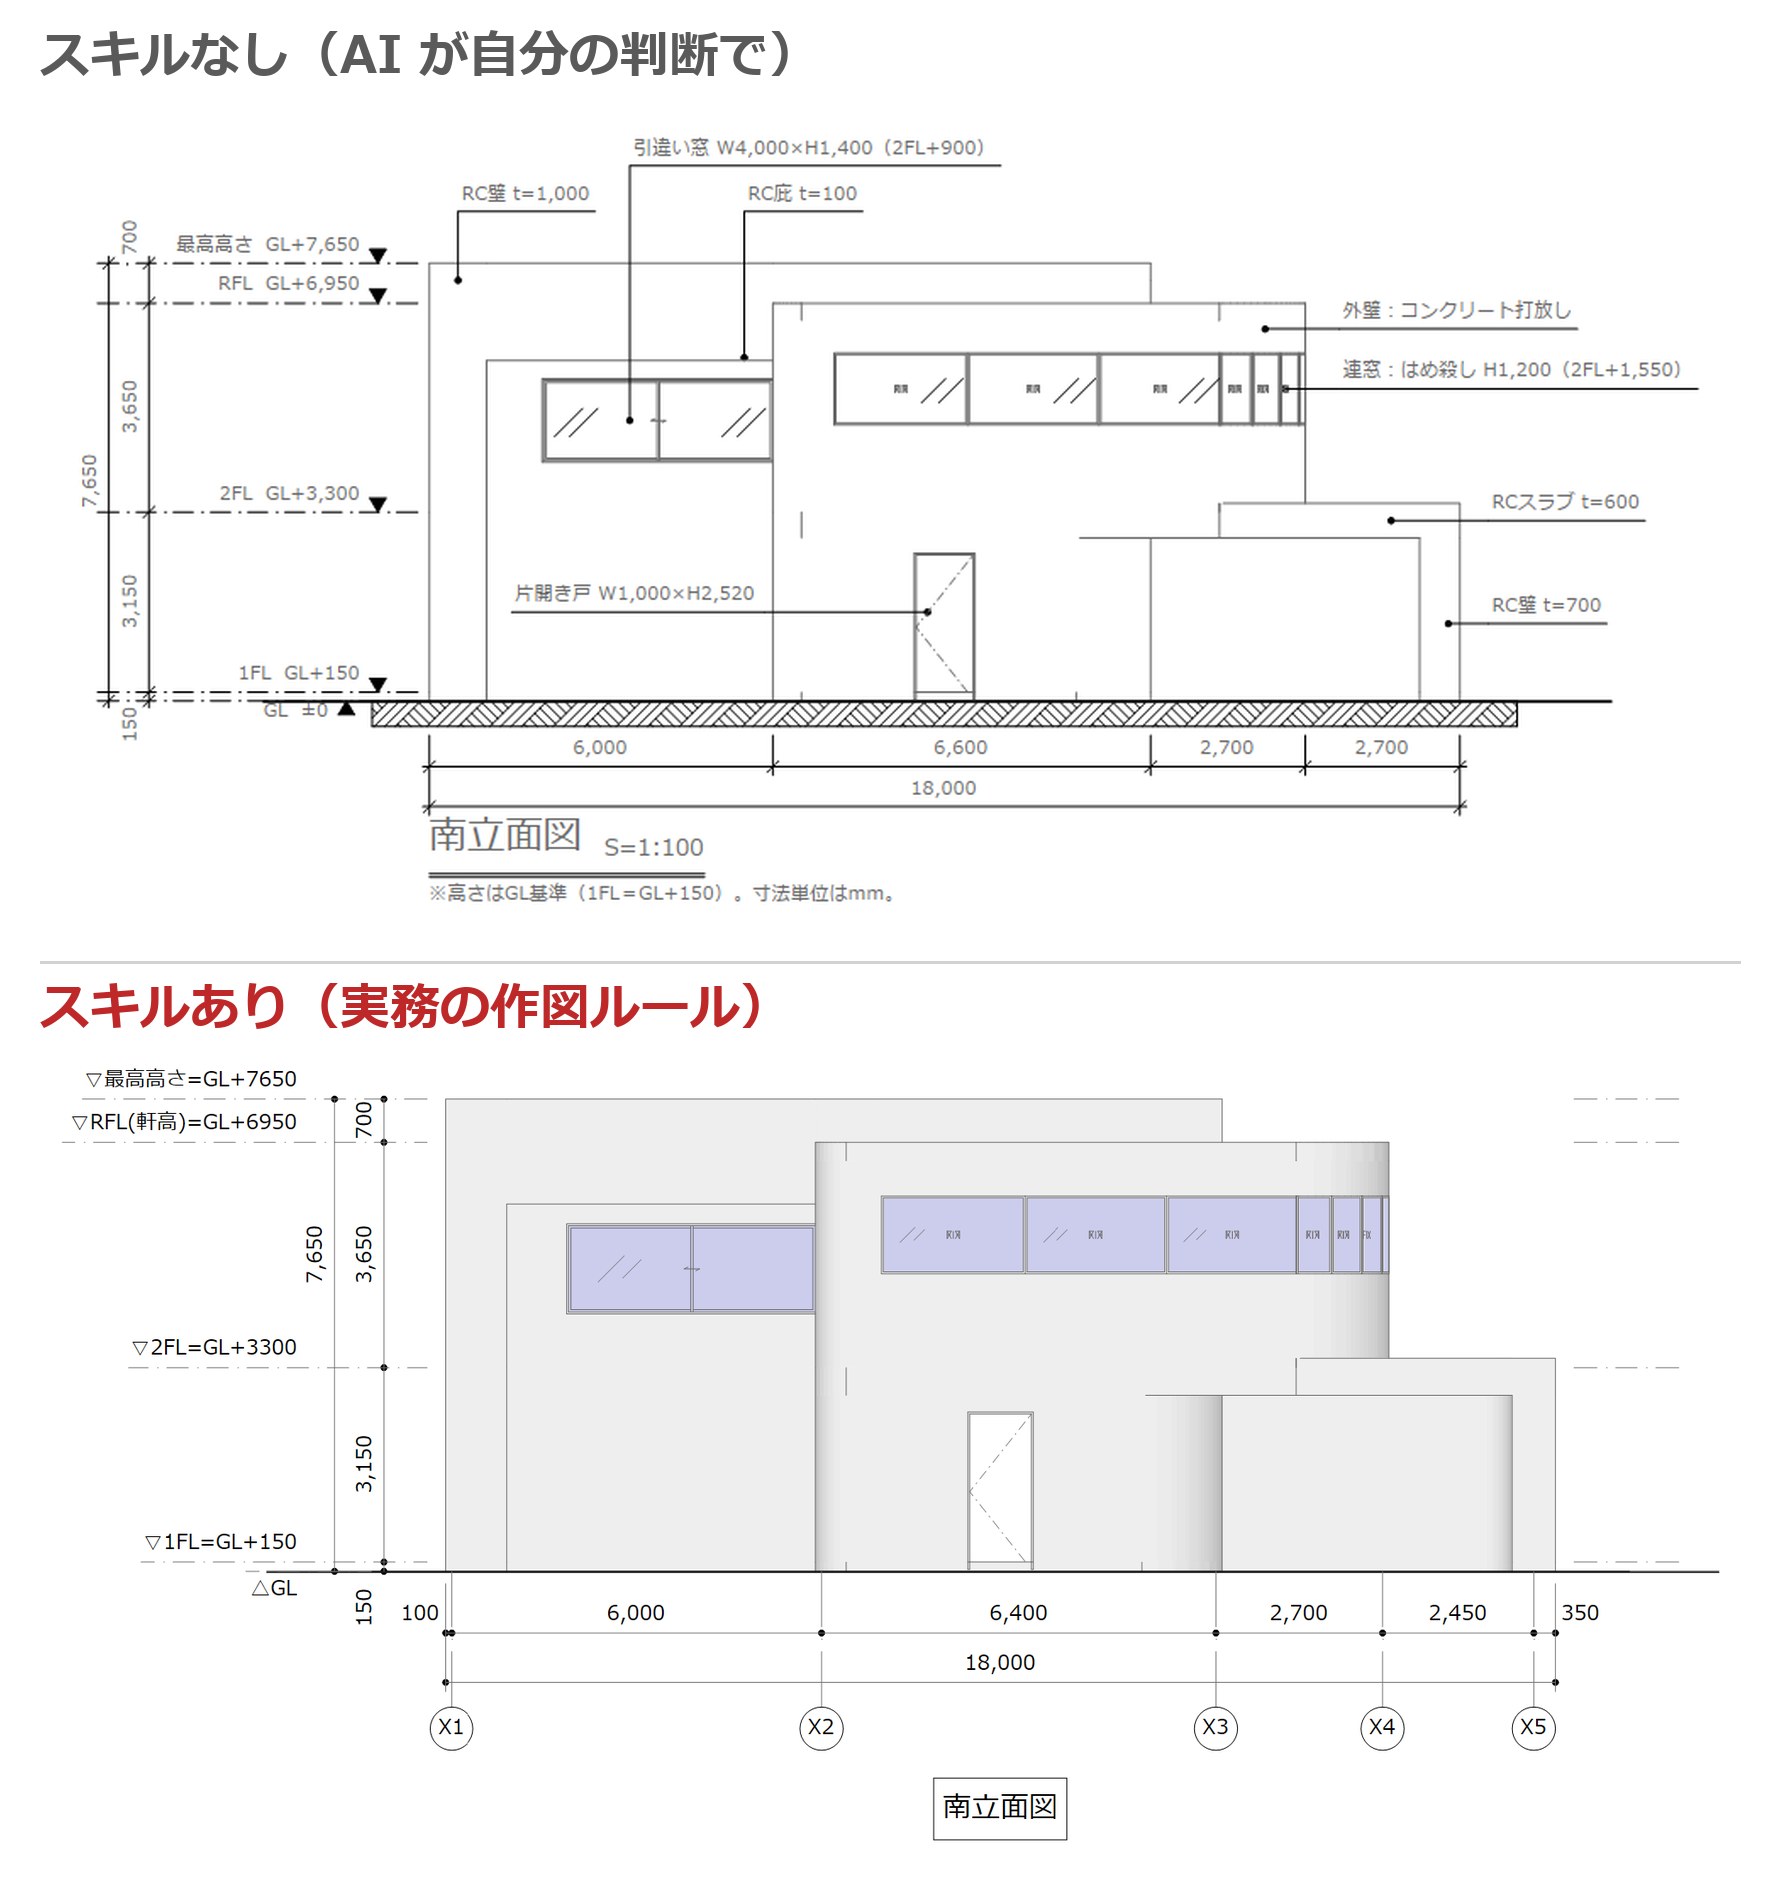 スキルなし（AI が自分の判断で）
引違い窓 W4,000×H1,400（2FL+900）
RC壁 t=1,000
RC庇 t=100
700
最高高さ GL+7,650
RFL GL+6,950
外壁：コンクリート打放し
連窓：はめ殺し H1,200（2FL+1,550）
3,650
7,650
2FL GL+3,300
RCスラブ t=600
3,150
片開き戸 W1,000×H2,520
RC壁 t=700
1FL GL+150
GL ±0
150
6,000
6,600
2,700
2,700
18,000
南立面図 S=1:100
※高さはGL基準（1FL＝GL+150）。寸法単位はmm。
スキルあり（実務の作図ルール）
▽最高高さ=GL+7650
700
▽RFL(軒高)=GL+6950
7,650
3,650
▽2FL=GL+3300
3,150
▽1FL=GL+150
△GL
150
100
6,000
6,400
2,700
2,450
350
18,000
X1
X2
X3
X4
X5
南立面図